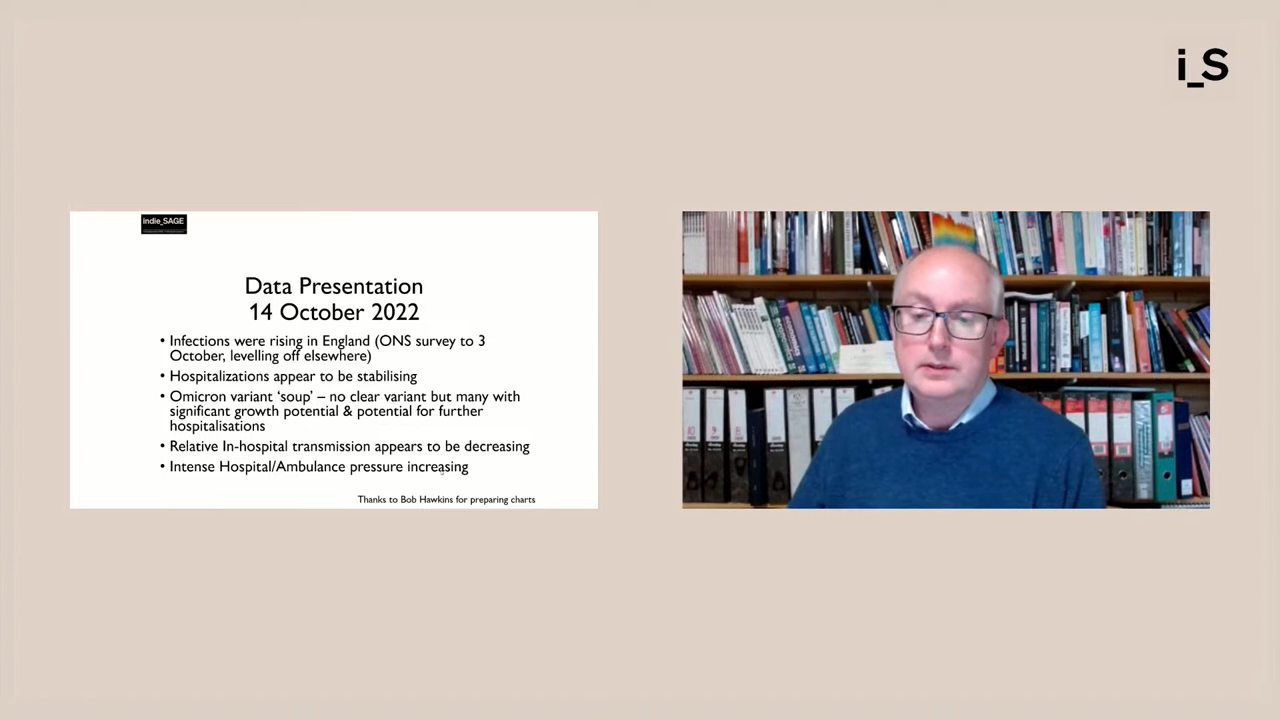 i_S
indie_SAGE
Data Presentation
14 October 2022
• Infections were rising in England (ONS survey to 3
October, levelling off elsewhere)
• Hospitalizations appear to be stabilising
• Omicron variant ‘soup’ – no clear variant but many with
significant growth potential & potential for further
hospitalisations
• Relative In-hospital transmission appears to be decreasing
• Intense Hospital/Ambulance pressure increasing
Thanks to Bob Hawkins for preparing charts